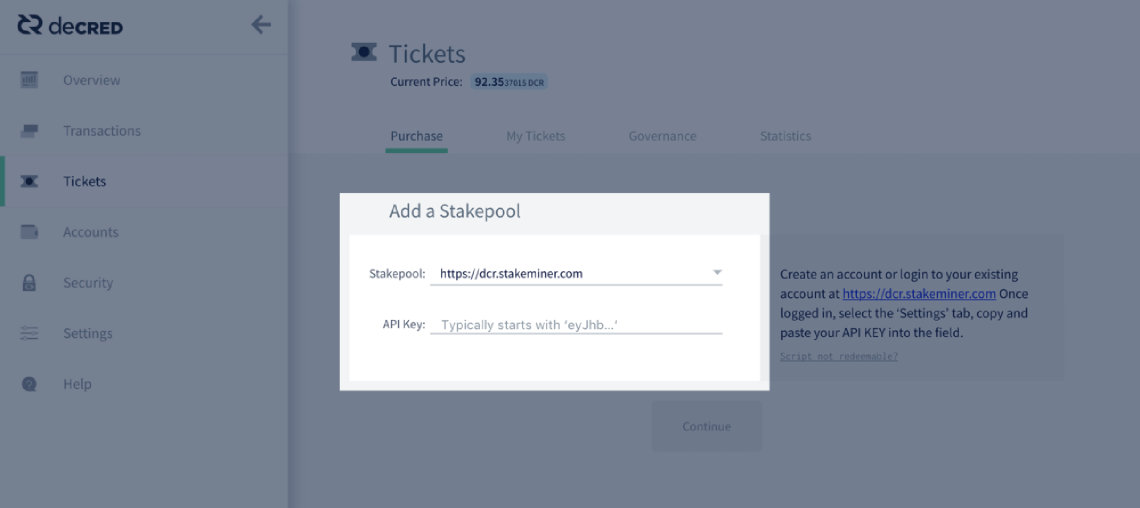 deCRED
Overview
Transactions
Tickets
Accounts
Security
Settings
Help
Tickets
Current Price: 92.3537015 DCR
Purchase My Tickets Governance Statistics
Add a Stakepool
Stakepool: https://dcr.stakeminer.com
API Key: Typically starts with ‘eyJhb...’
Create an account or login to your existing
account at https://dcr.stakeminer.com Once
logged in, select the ‘Settings’ tab, copy and
paste your API KEY into the field.
Script not redeemable?
Continue